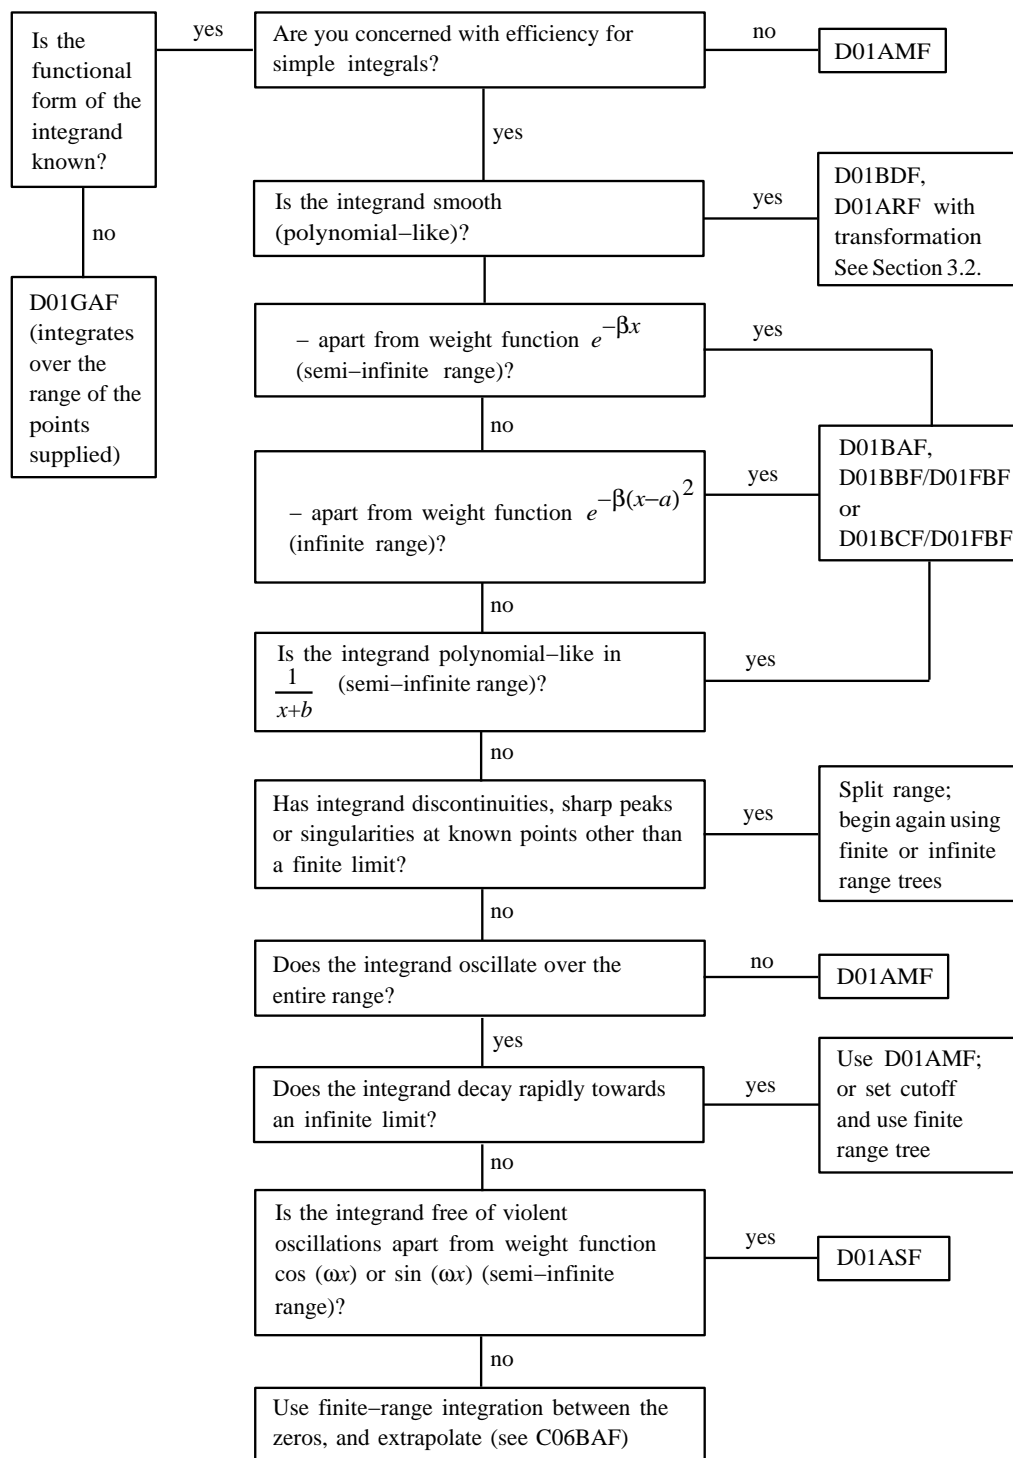 Is the
functional
form of the
integrand
known?
yes
Are you concerned with efficiency for
simple integrals?
no
D01AMF
yes
no
Is the integrand smooth
(polynomial–like)?
yes
D01BDF,
D01ARF with
transformation
See Section 3.2.
D01GAF
(integrates
over the
range of the
points
supplied)
– apart from weight function e^{–βx}
(semi–infinite range)?
yes
no
– apart from weight function e^{–β(x–a)^2}
(infinite range)?
yes
D01BAF,
D01BBF/D01FBF
or
D01BCF/D01FBF
no
Is the integrand polynomial–like in
1/(x+b) (semi–infinite range)?
yes
no
Has integrand discontinuities, sharp peaks
or singularities at known points other than
a finite limit?
yes
Split range;
begin again using
finite or infinite
range trees
no
Does the integrand oscillate over the
entire range?
no
D01AMF
yes
Does the integrand decay rapidly towards
an infinite limit?
yes
Use D01AMF;
or set cutoff
and use finite
range tree
no
Is the integrand free of violent
oscillations apart from weight function
cos (ωx) or sin (ωx) (semi–infinite
range)?
yes
D01ASF
no
Use finite–range integration between the
zeros, and extrapolate (see C06BAF)